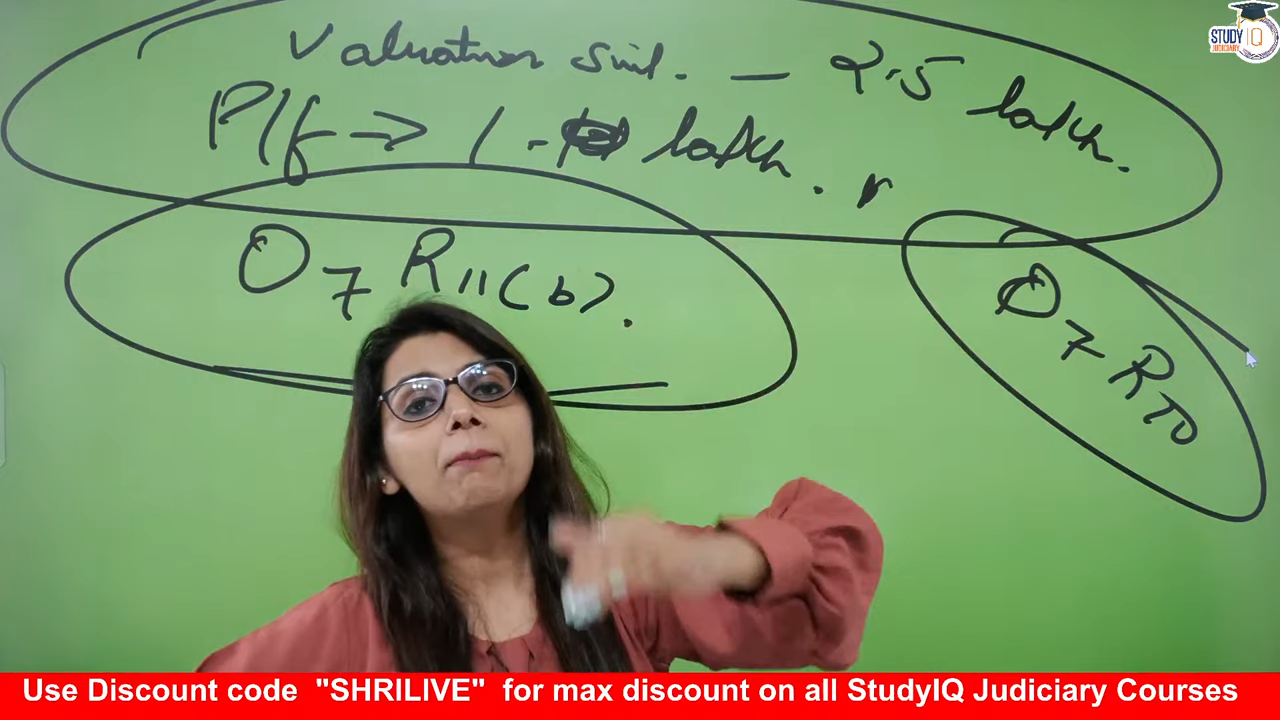 Valuation suit. - 2.5 lakh.
Plf → 1 - lakh.
O7 R11(b).
O7 R10
STUDY IQ
JUDICIARY
Use Discount code "SHRILIVE" for max discount on all StudyIQ Judiciary Courses